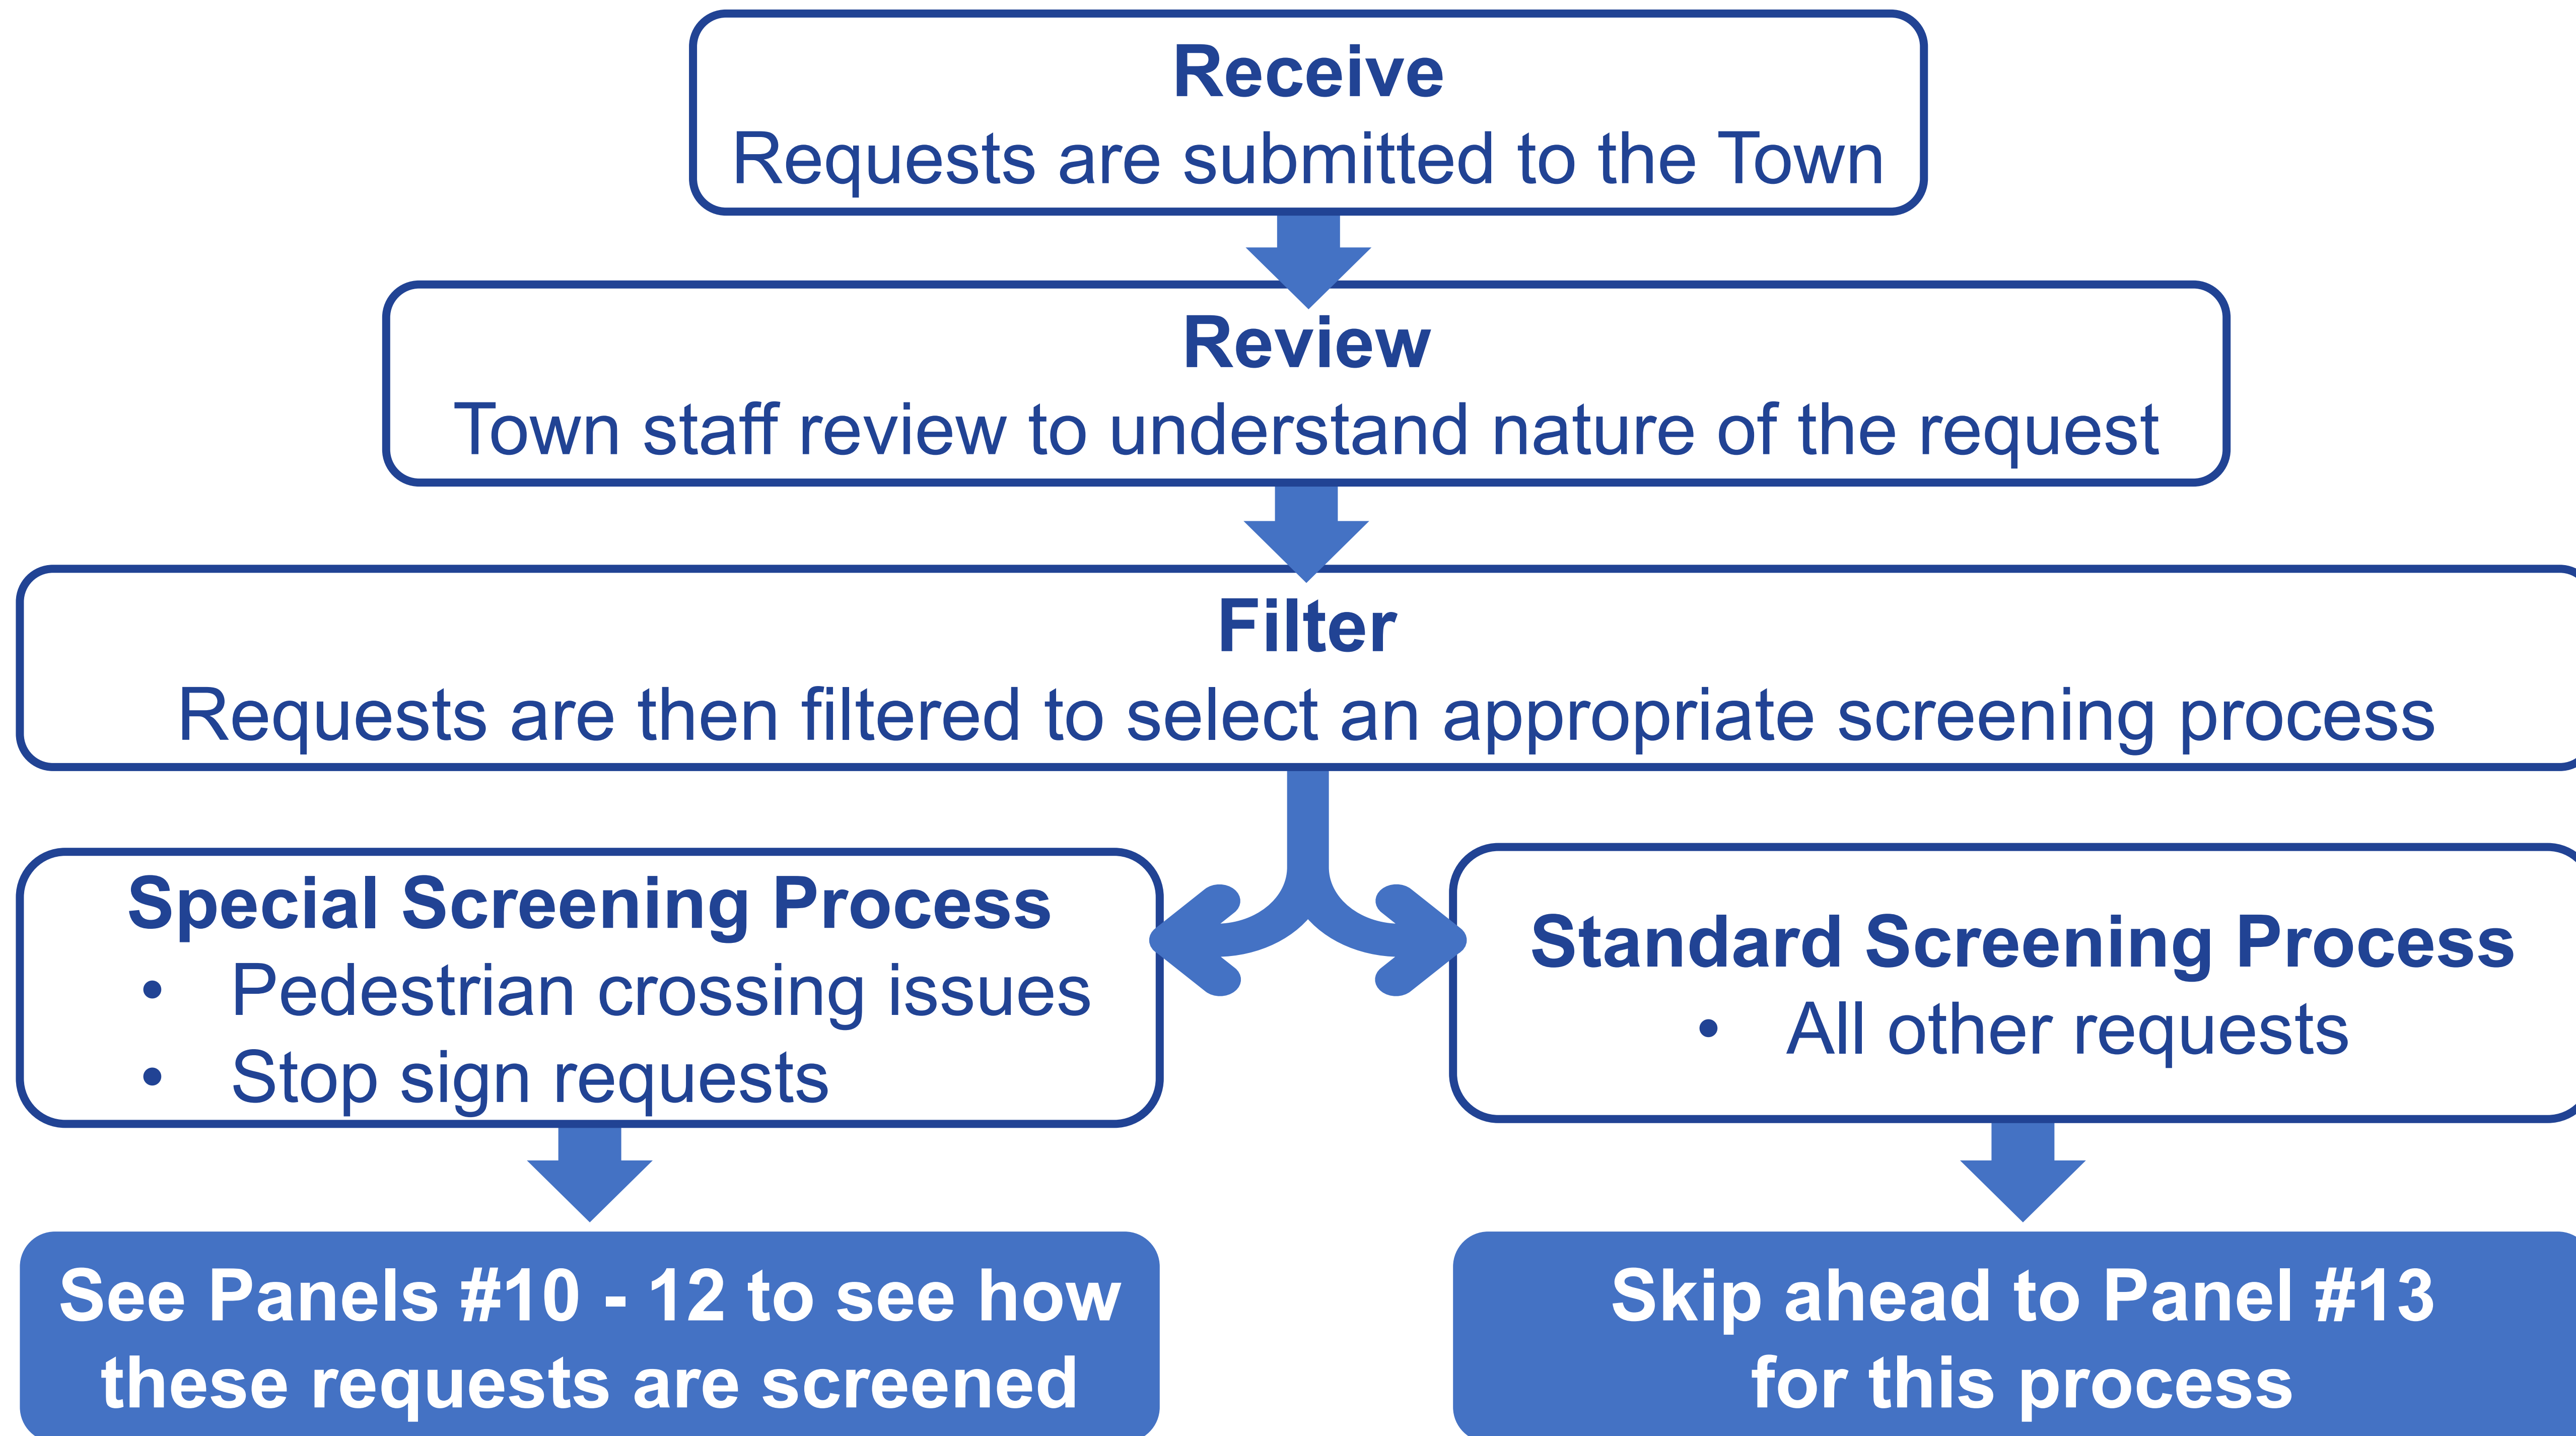 Receive
Requests are submitted to the Town
Review
Town staff review to understand nature of the request
Filter
Requests are then filtered to select an appropriate screening process
Special Screening Process
• Pedestrian crossing issues
• Stop sign requests
Standard Screening Process
• All other requests
See Panels #10 - 12 to see how
these requests are screened
Skip ahead to Panel #13
for this process